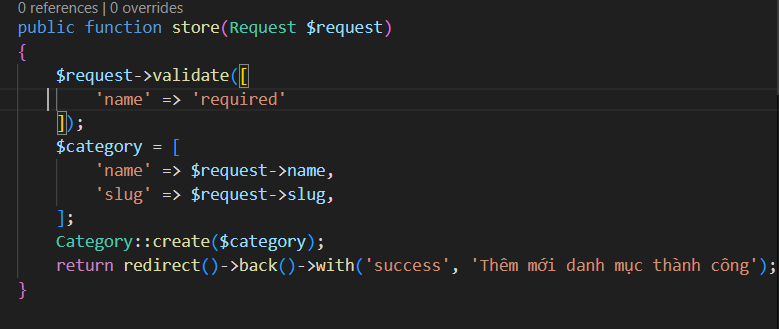 0 references | 0 overrides
public function store(Request $request)
{
    $request->validate([
        'name' => 'required'
    ]);
    $category = [
        'name' => $request->name,
        'slug' => $request->slug,
    ];
    Category::create($category);
    return redirect()->back()->with('success', 'Thêm mới danh mục thành công');
}